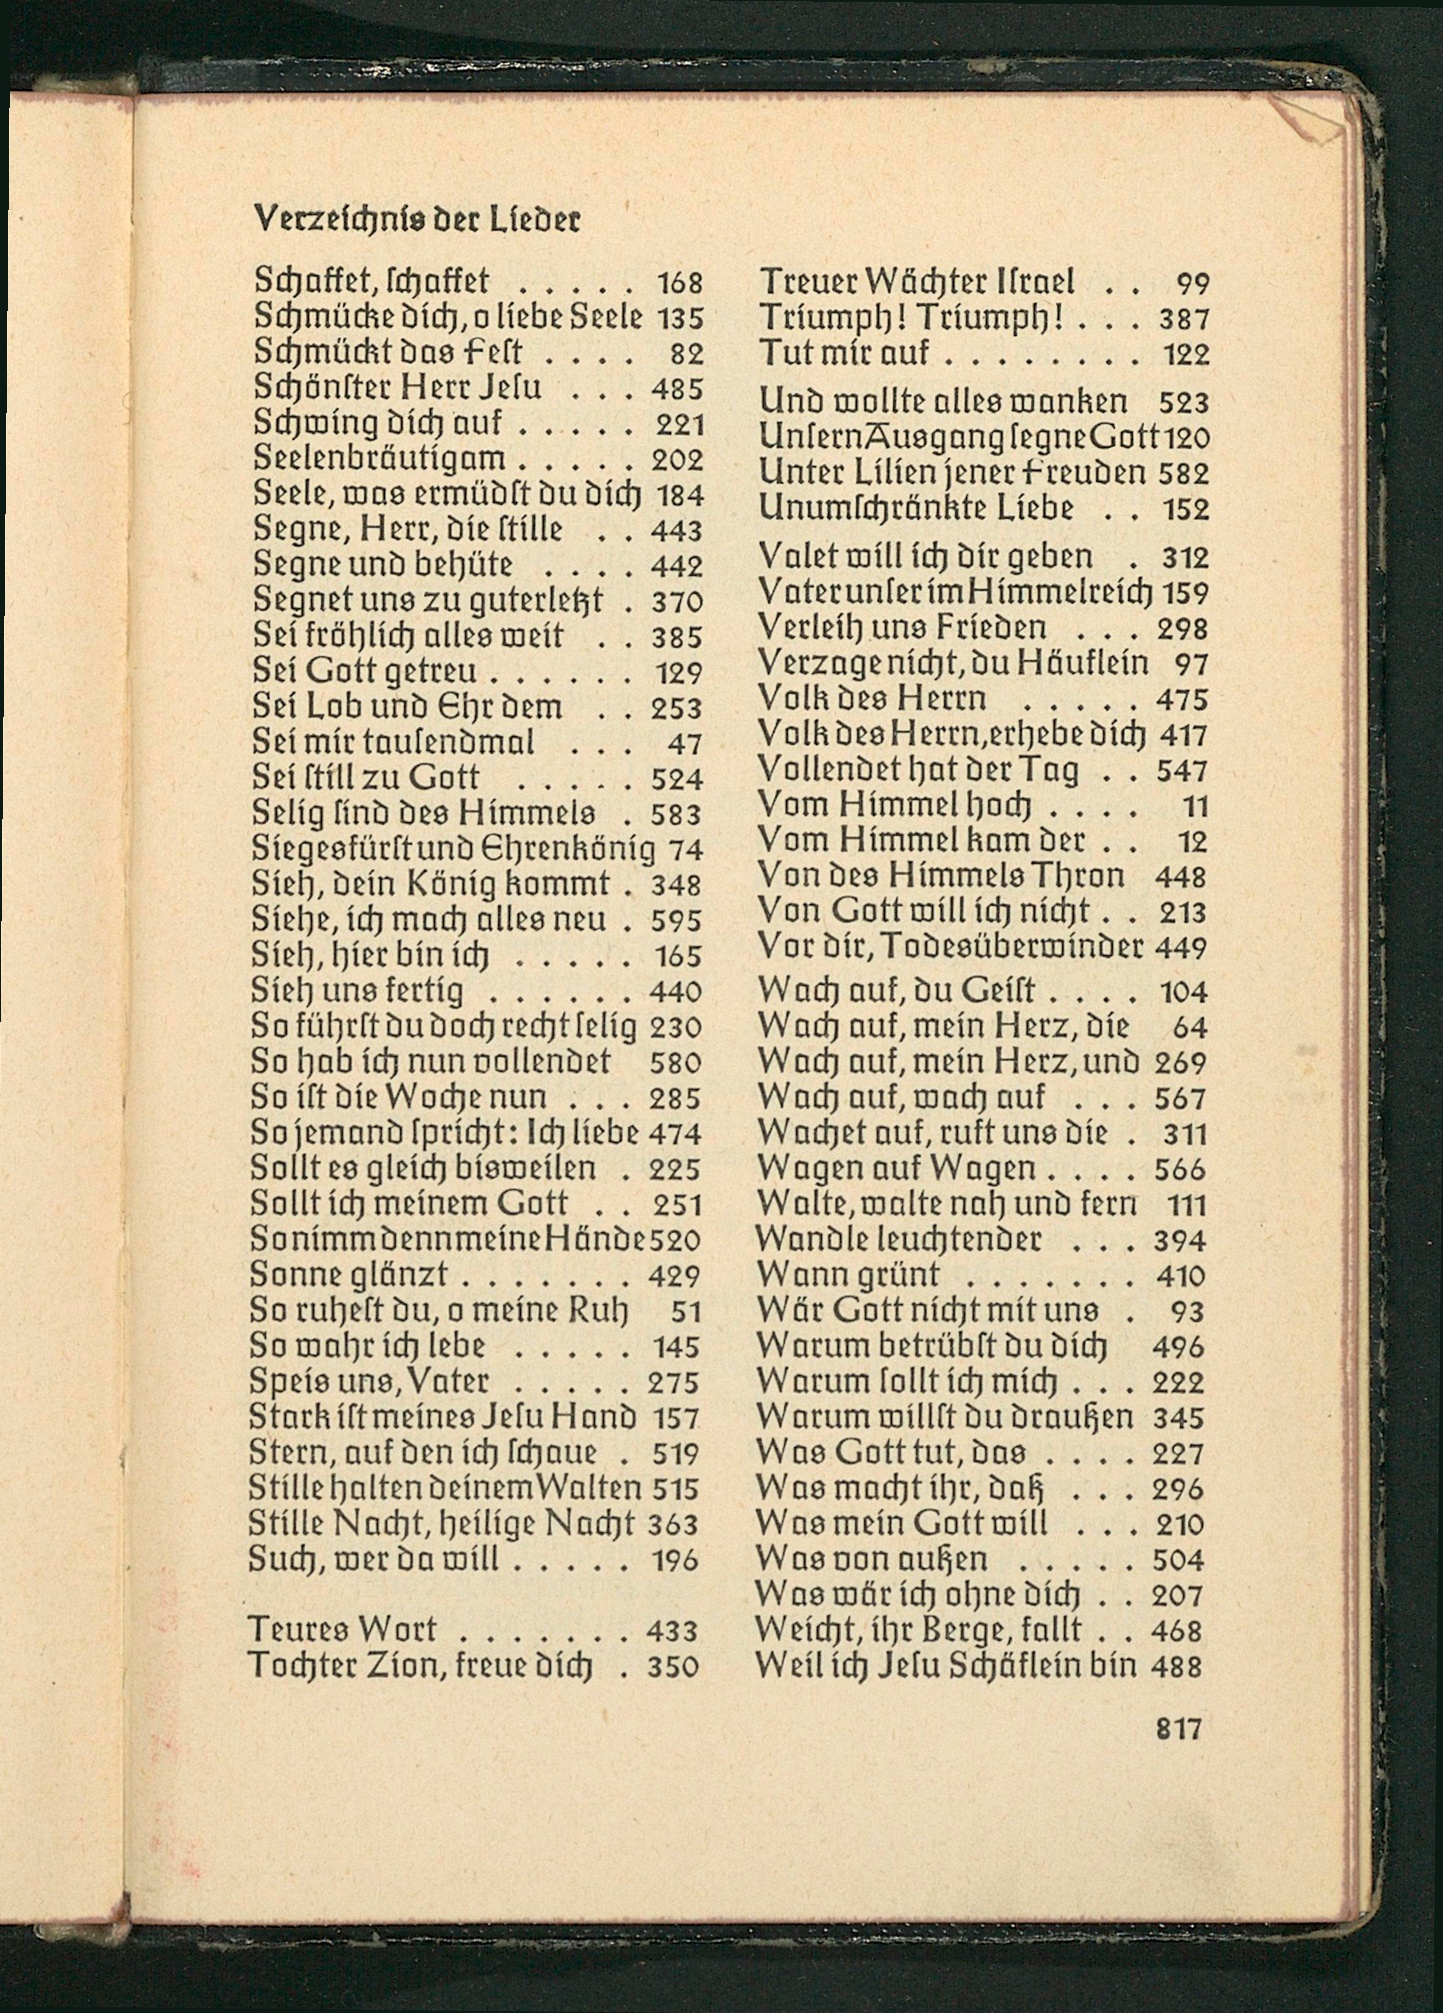 Verzeichnis der Lieder
Schaffet, schaffet . . . . . 168
Schmücke dich, o liebe Seele 135
Schmückt das Fest . . . . 82
Schönster Herr Jesu . . . 485
Schwing dich auf . . . . . 221
Seelenbräutigam . . . . . 202
Seele, was ermüdst du dich 184
Segne, Herr, die stille . . 443
Segne und behüte . . . . 442
Segnet uns zu guterletzt . 370
Sei fröhlich alles weit . . 385
Sei Gott getreu . . . . . . 129
Sei Lob und Ehr dem . . 253
Sei mir tausendmal . . . 47
Sei still zu Gott . . . . . 524
Selig sind des Himmels . 583
Siegesfürst und Ehrenkönig 74
Sieh, dein König kommt . 348
Siehe, ich mach alles neu . 595
Sieh, hier bin ich . . . . . 165
Sieh uns fertig . . . . . . 440
So führst du doch recht selig 230
So hab ich nun vollendet 580
So ist die Woche nun . . . 285
So jemand spricht: Ich liebe 474
Sollt es gleich bisweilen . 225
Sollt ich meinem Gott . . 251
So nimm denn meine Hände 520
Sonne glänzt . . . . . . . 429
So ruhest du, o meine Ruh 51
So wahr ich lebe . . . . . 145
Speis uns, Vater . . . . . 275
Stark ist meines Jesu Hand 157
Stern, auf den ich schaue . 519
Stille halten deinem Walten 515
Stille Nacht, heilige Nacht 363
Such, wer da will . . . . . 196
Teures Wort . . . . . . . 433
Tochter Zion, freue dich . 350
Treuer Wächter Israel . . 99
Triumph! Triumph! . . . 387
Tut mir auf . . . . . . . . 122
Und wollte alles wanken 523
Unsern Ausgang segne Gott 120
Unter Lilien jener Freuden 582
Unumschränkte Liebe . . 152
Valet will ich dir geben . 312
Vater unser im Himmelreich 159
Verleih uns Frieden . . . 298
Verzage nicht, du Häuflein 97
Volk des Herrn . . . . . 475
Volk des Herrn, erhebe dich 417
Vollendet hat der Tag . . 547
Vom Himmel hoch . . . . 11
Vom Himmel kam der . . 12
Von des Himmels Thron 448
Von Gott will ich nicht . . 213
Vor dir, Todesüberwinder 449
Wach auf, du Geist . . . . 104
Wach auf, mein Herz, die 64
Wach auf, mein Herz, und 269
Wach auf, wach auf . . . 567
Wachet auf, ruft uns die . 311
Wagen auf Wagen . . . . 566
Walte, walte nah und fern 111
Wandle leuchtender . . . 394
Wann grünt . . . . . . . 410
Wär Gott nicht mit uns . 93
Warum betrübst du dich 496
Warum sollt ich mich . . . 222
Warum willst du draußen 345
Was Gott tut, das . . . . 227
Was macht ihr, daß . . . 296
Was mein Gott will . . . 210
Was von außen . . . . . 504
Was wär ich ohne dich . . 207
Weicht, ihr Berge, fallt . . 468
Weil ich Jesu Schäflein bin 488
817